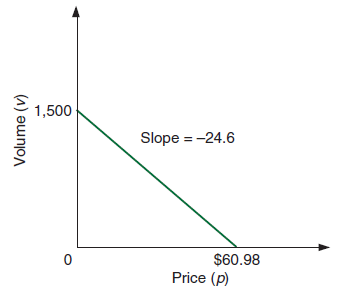 Volume (v)
1,500
Slope = –24.6
0
$60.98
Price (p)